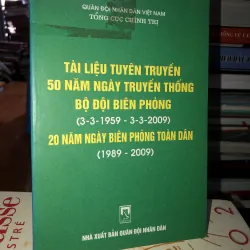 QUÂN ĐỘI NHÂN DÂN VIỆT NAM
TỔNG CỤC CHÍNH TRỊ
TÀI LIỆU TUYÊN TRUYỀN
50 NĂM NGÀY TRUYỀN THỐNG
BỘ ĐỘI BIÊN PHÒNG
(3-3-1959 - 3-3-2009)
20 NĂM NGÀY BIÊN PHÒNG TOÀN DÂN
(1989 - 2009)
NHÀ XUẤT BẢN QUÂN ĐỘI NHÂN DÂN